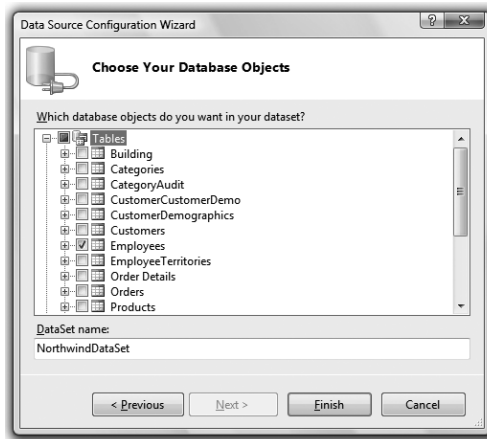 Data Source Configuration Wizard
Choose Your Database Objects
Which database objects do you want in your dataset?
Tables
Building
Categories
CategoryAudit
CustomerCustomerDemo
CustomerDemographics
Customers
Employees
EmployeeTerritories
Order Details
Orders
Products
DataSet name:
NorthwindDataSet
< Previous
Next >
Finish
Cancel